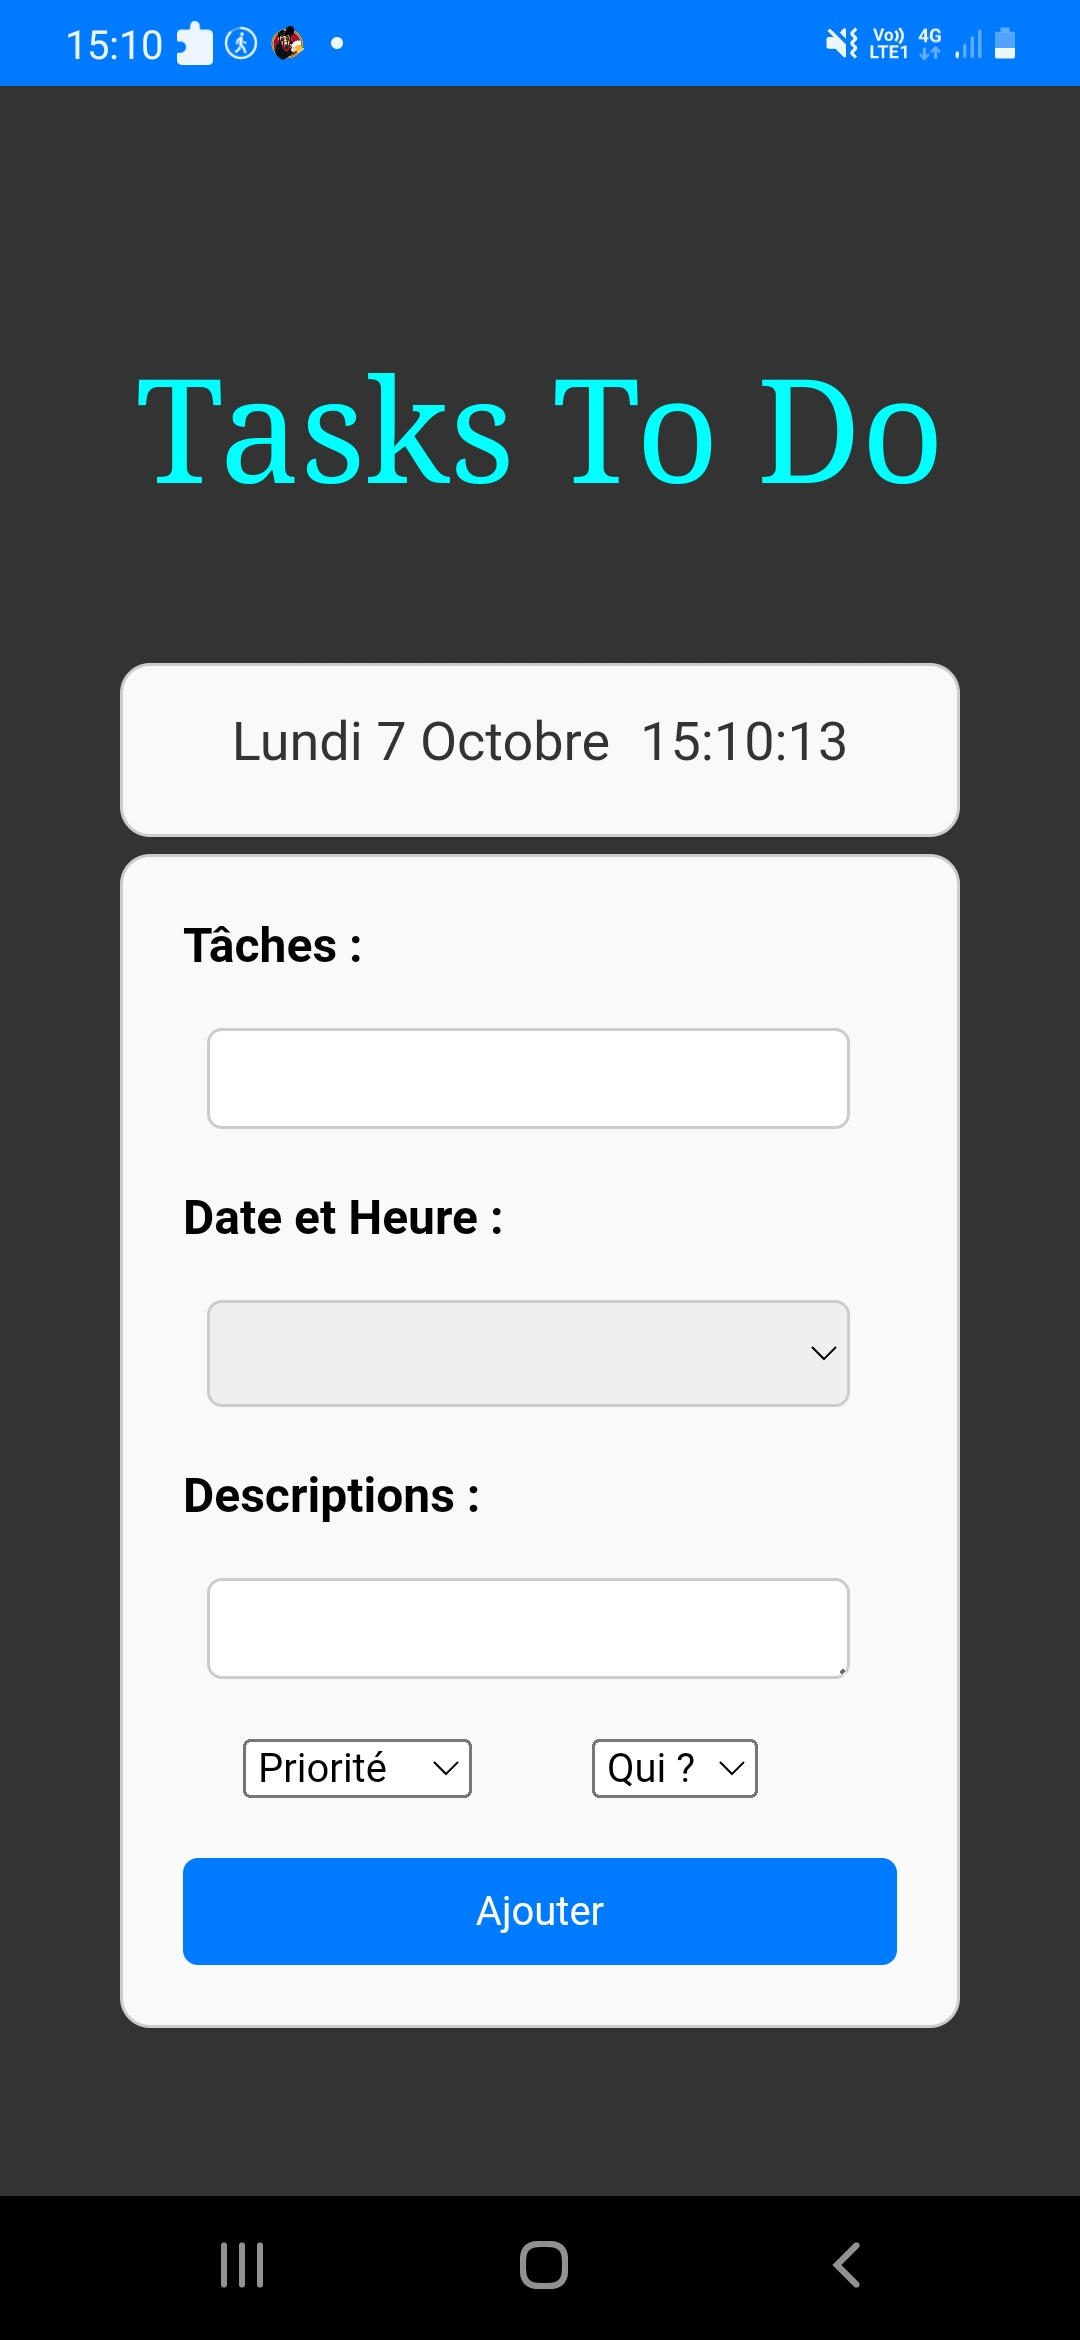 15:10
Vo)) 4G
LTE1
Tasks To Do
Lundi 7 Octobre 15:10:13
Tâches :
Date et Heure :
Descriptions :
Priorité Qui ?
Ajouter